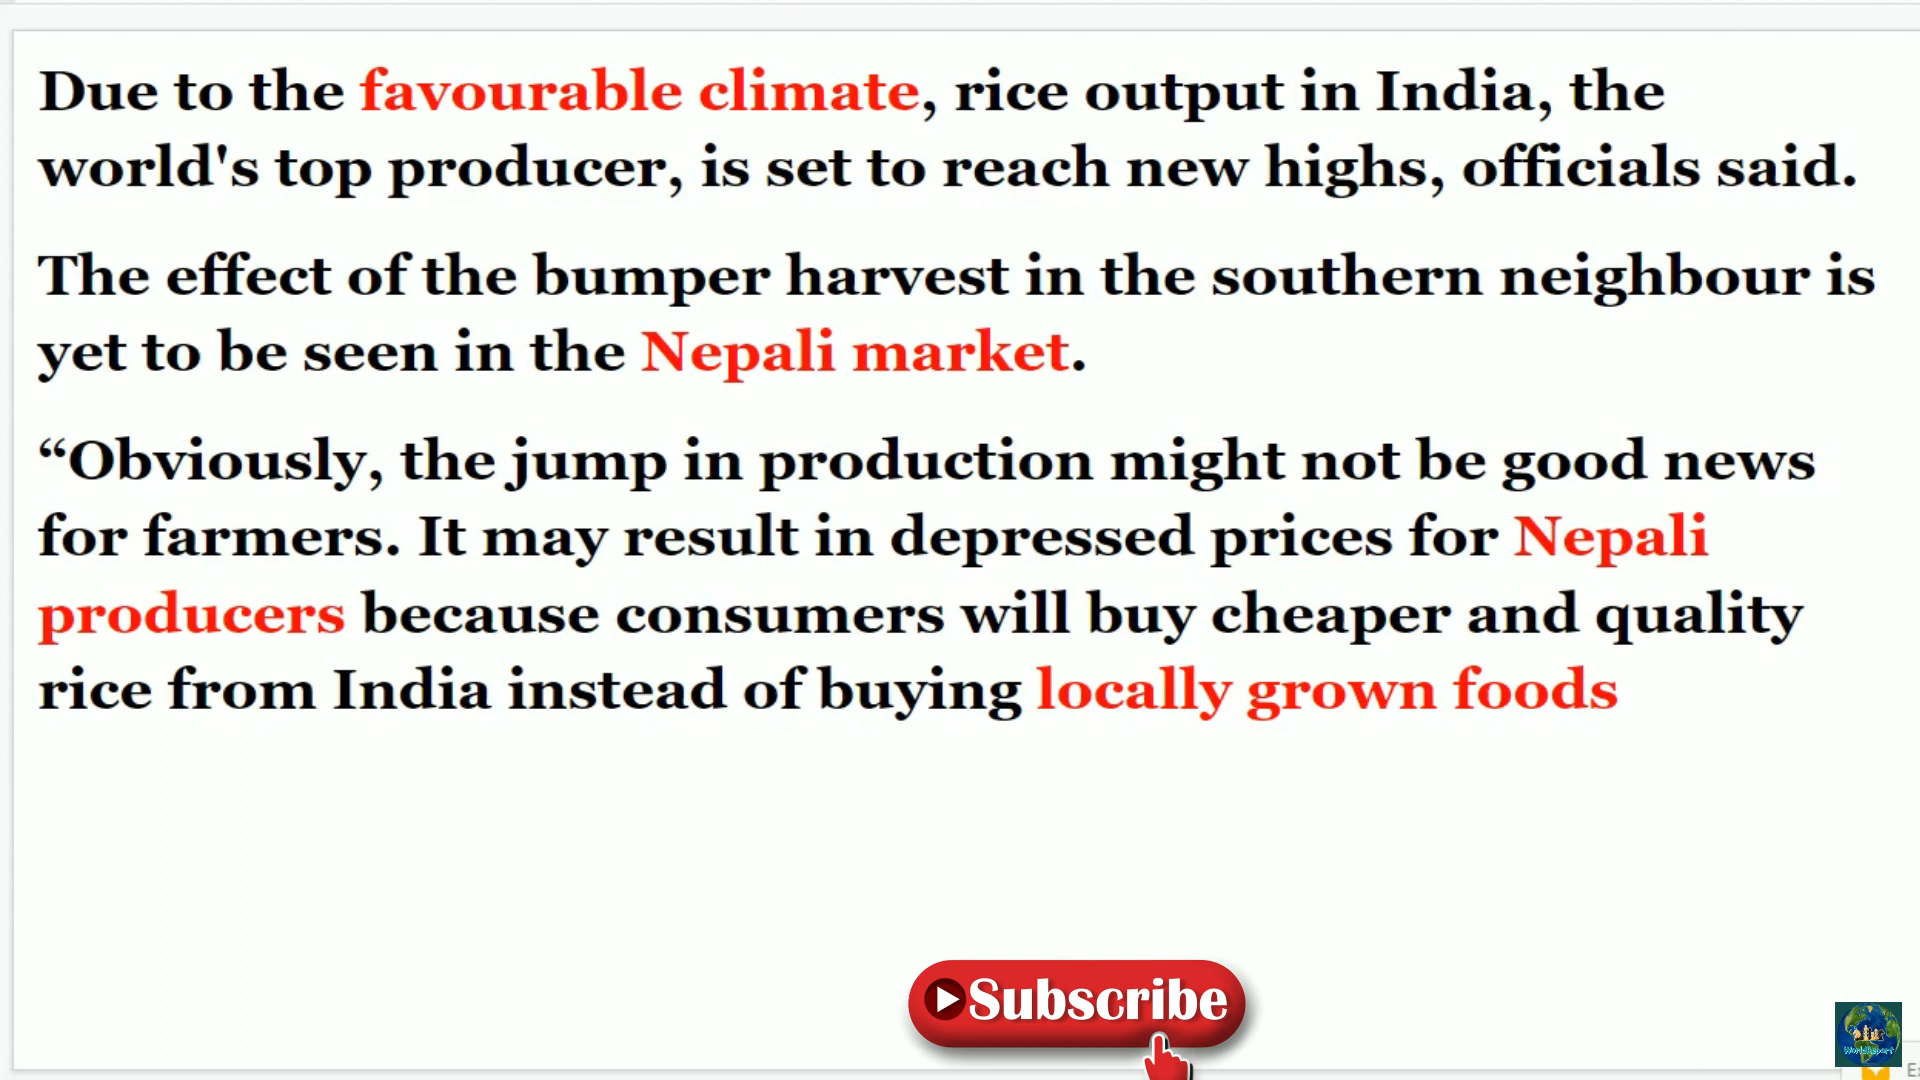 Due to the favourable climate, rice output in India, the
world's top producer, is set to reach new highs, officials said.
The effect of the bumper harvest in the southern neighbour is
yet to be seen in the Nepali market.
“Obviously, the jump in production might not be good news
for farmers. It may result in depressed prices for Nepali
producers because consumers will buy cheaper and quality
rice from India instead of buying locally grown foods
Subscribe